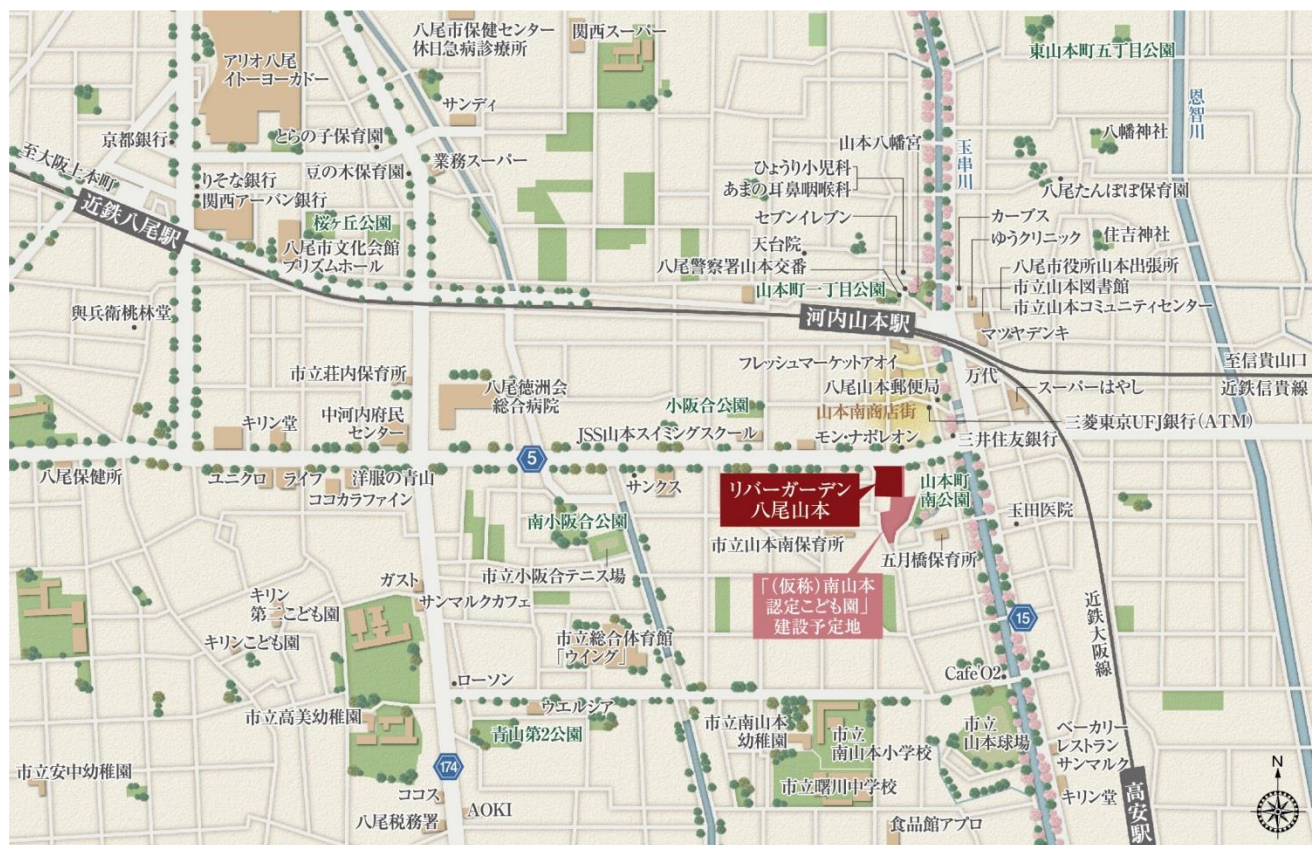 八尾市保健センター
休日急病診療所
関西スーパー
東山本町五丁目公園
アリオ八尾
イトーヨーカドー
サンディ
恩智川
京都銀行
とらの子保育園
山本八幡宮
玉串川
八幡神社
至大阪上本町
豆の木保育園
業務スーパー
ひょうり小児科
あまの耳鼻咽喉科
りそな銀行
関西アーバン銀行
八尾たんぽぽ保育園
近鉄八尾駅
桜ヶ丘公園
セブンイレブン
カーブス
ゆうクリニック
住吉神社
八尾市文化会館
プリズムホール
天台院
八尾警察署山本交番
八尾市役所山本出張所
市立山本図書館
市立山本コミュニティセンター
山本町一丁目公園
與兵衛桃林堂
河内山本駅
マツヤデンキ
フレッシュマーケットアオイ
至信貴山口
近鉄信貴線
市立荘内保育所
八尾徳洲会
総合病院
八尾山本郵便局
万代
スーパーはやし
中河内府民
センター
小阪合公園
山本南商店街
三菱東京UFJ銀行(ATM)
キリン堂
JSS山本スイミングスクール
モン・ナポレオン
三井住友銀行
5
八尾保健所
ユニクロ
ライフ
洋服の青山
ココカラファイン
サンクス
リバーガーデン
八尾山本
山本町
南公園
玉田医院
南小阪合公園
市立山本南保育所
五月橋保育所
市立小阪合テニス場
「(仮称)南山本
認定こども園」
建設予定地
ガスト
サンマルクカフェ
キリン
第二こども園
キリンこども園
15
近鉄大阪線
市立総合体育館
「ウイング」
Cafe'O2
ローソン
ウエルシア
市立高美幼稚園
青山第2公園
市立南山本
幼稚園
市立
南山本小学校
市立
山本球場
ベーカリー
レストラン
サンマルク
市立安中幼稚園
174
市立曙川中学校
ココス
キリン堂
高安駅
N
八尾税務署
AOKI
食品館アプロ